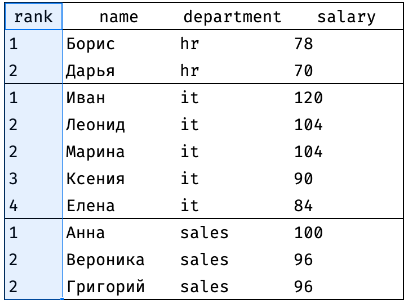 rank name department salary
1 Борис hr 78
2 Дарья hr 70
1 Иван it 120
2 Леонид it 104
2 Марина it 104
3 Ксения it 90
4 Елена it 84
1 Анна sales 100
2 Вероника sales 96
2 Григорий sales 96